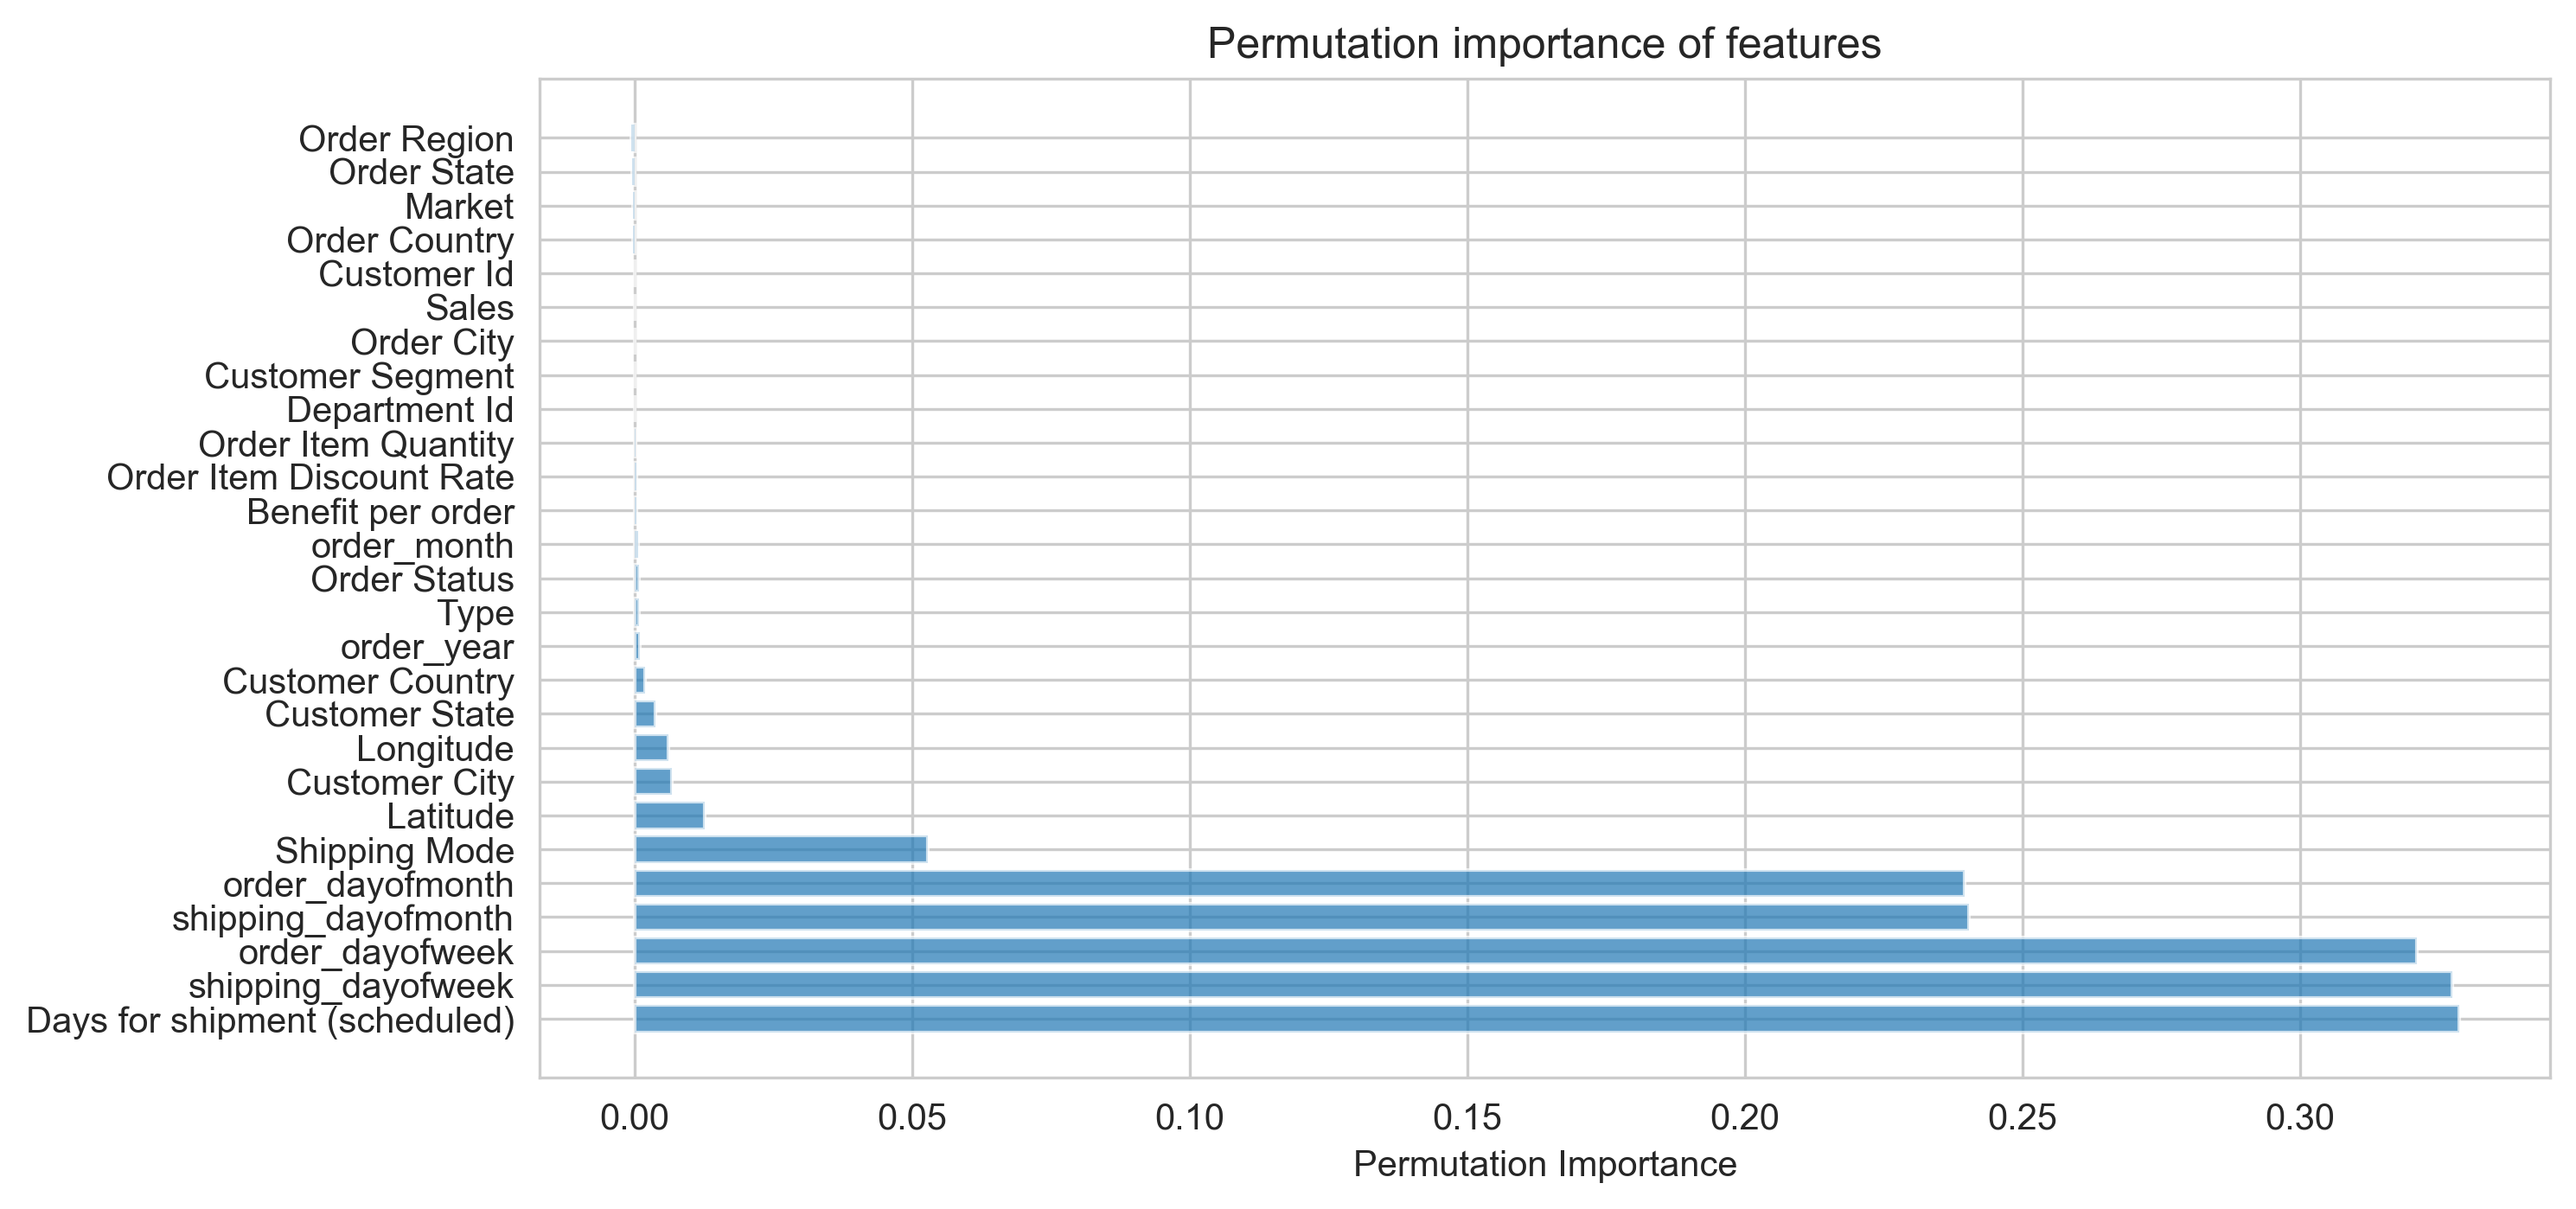 Permutation importance of features
Order Region
Order State
Market
Order Country
Customer Id
Sales
Order City
Customer Segment
Department Id
Order Item Quantity
Order Item Discount Rate
Benefit per order
order_month
Order Status
Type
order_year
Customer Country
Customer State
Longitude
Customer City
Latitude
Shipping Mode
order_dayofmonth
shipping_dayofmonth
order_dayofweek
shipping_dayofweek
Days for shipment (scheduled)
0.00 0.05 0.10 0.15 0.20 0.25 0.30
Permutation Importance